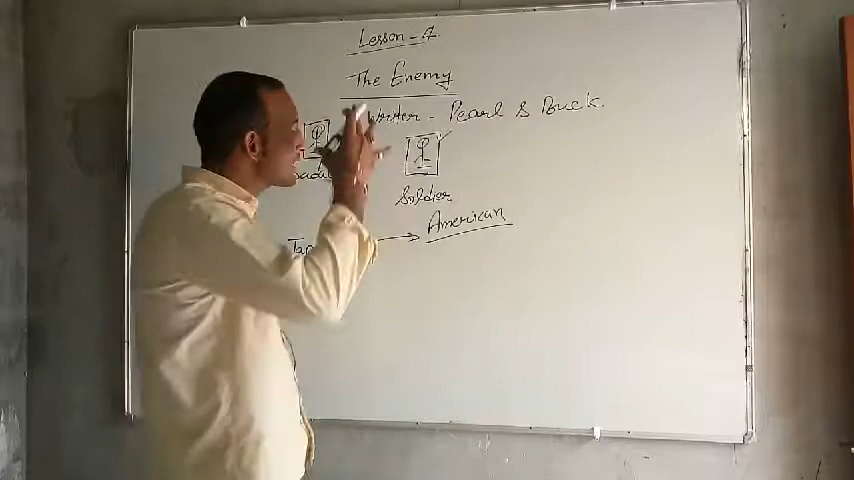 Lesson - 4.
The Enemy
Writer - Pearl S Buck.
Soldier
American